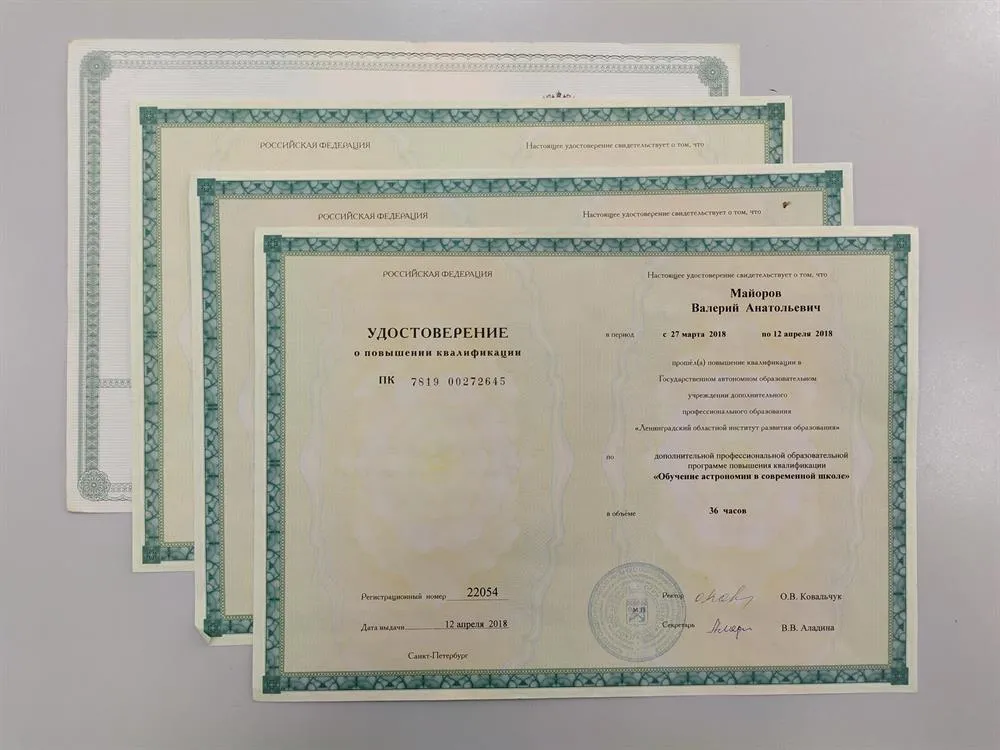 РОССИЙСКАЯ ФЕДЕРАЦИЯ
Настоящее удостоверение свидетельствует о том, что
РОССИЙСКАЯ ФЕДЕРАЦИЯ
Настоящее удостоверение свидетельствует о том, что
РОССИЙСКАЯ ФЕДЕРАЦИЯ
УДОСТОВЕРЕНИЕ
о повышении квалификации
ПК 7819 00272645
Регистрационный номер 22054
Дата выдачи 12 апреля 2018
Санкт-Петербург
Настоящее удостоверение свидетельствует о том, что
Майоров
Валерий Анатольевич
в период с 27 марта 2018 по 12 апреля 2018
прошёл(а) повышение квалификации в
Государственном автономном образовательном
учреждении дополнительного
профессионального образования
«Ленинградский областной институт развития образования»
по дополнительной профессиональной образовательной
программе повышения квалификации
«Обучение астрономии в современной школе»
в объёме 36 часов
М.П.
Ректор О.В. Ковальчук
Секретарь В.В. Аладина